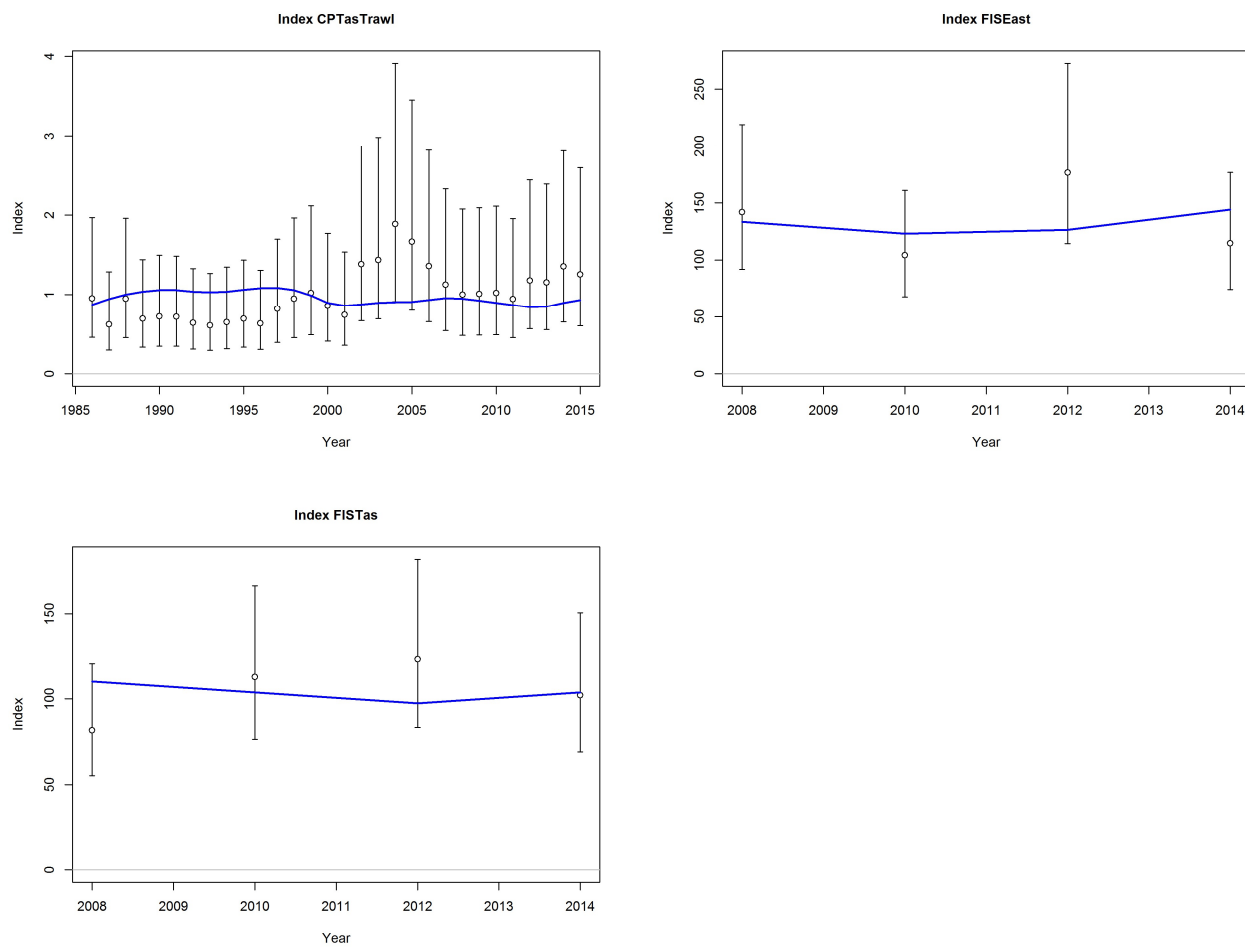 Index CPTasTrawl
Index
4
3
2
1
0
1985 1990 1995 2000 2005 2010 2015
Year
Index FISEast
Index
250
200
150
100
50
0
2008 2009 2010 2011 2012 2013 2014
Year
Index FISTas
Index
150
100
50
0
2008 2009 2010 2011 2012 2013 2014
Year